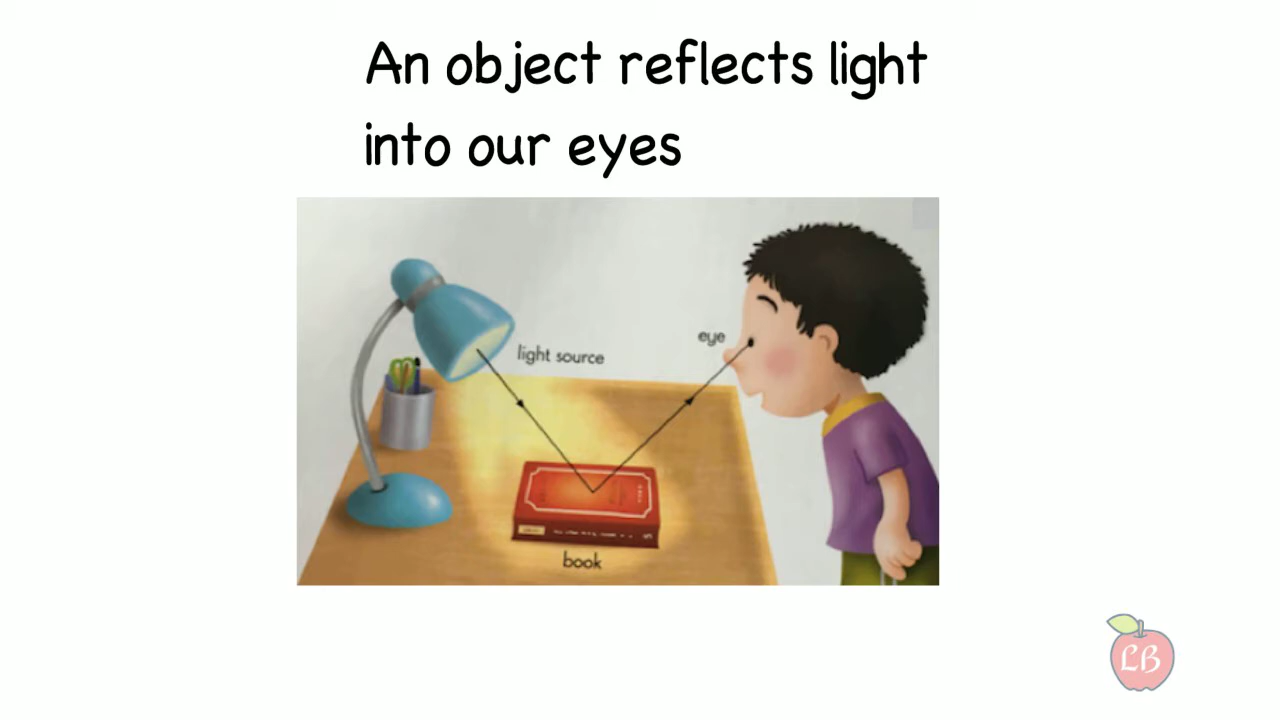 An object reflects light
into our eyes
light source
eye
book
LB